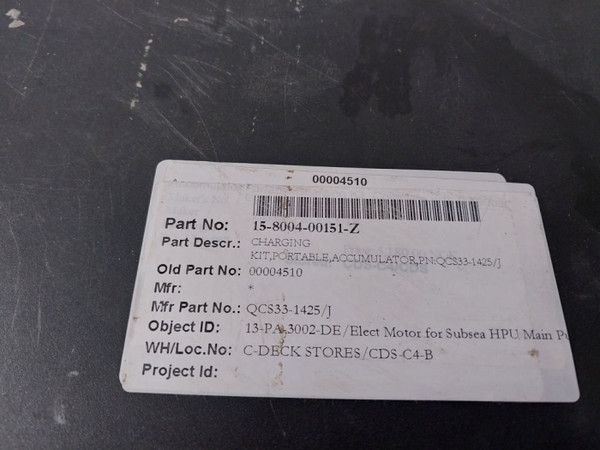 00004510
Part No: 15-8004-00151-Z
Part Descr.: CHARGING
KIT,PORTABLE,ACCUMULATOR,PN:QCS33-1425/J
Old Part No: 00004510
Mfr: *
Mfr Part No.: QCS33-1425/J
Object ID: 13-PA-3002-DE/Elect Motor for Subsea HPU Main
WH/Loc.No: C-DECK STORES/CDS-C4-B
Project Id: